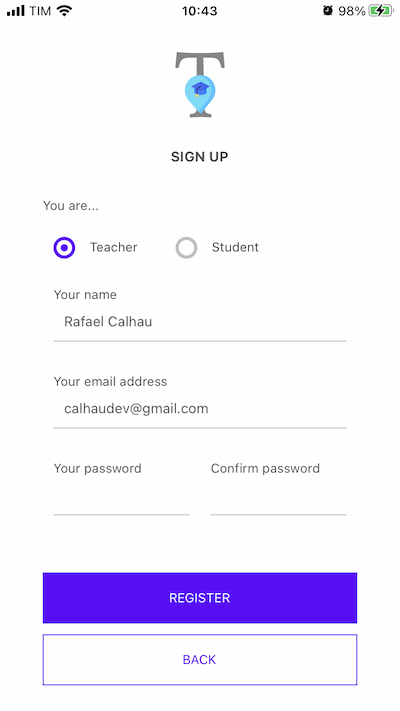 TIM 10:43 98%
T
SIGN UP
You are...
Teacher Student
Your name
Rafael Calhau
Your email address
calhaudev@gmail.com
Your password Confirm password
REGISTER
BACK